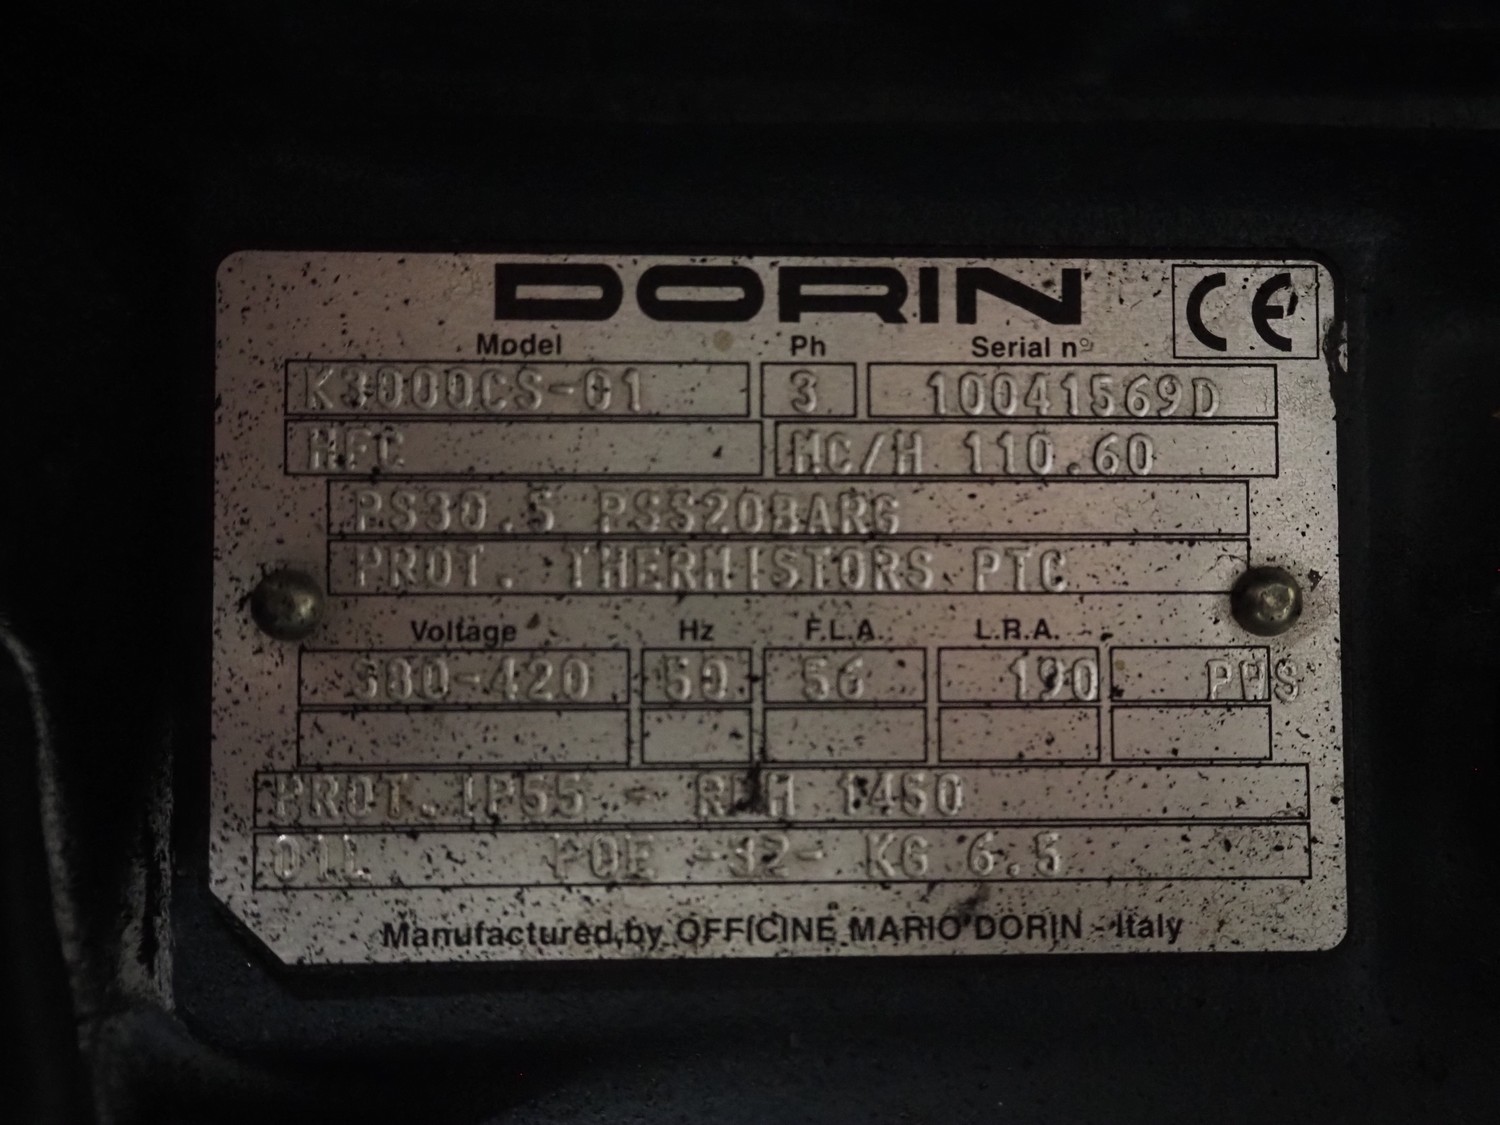 DORIN CE
Model Ph Serial n°
K3000CS-01 3 10041569D
HFC MC/H 110.60
PS30.5 PSS20BARG
PROT. THERMISTORS PTC
Voltage Hz F.L.A. L.R.A.
380-420 50 56 190 PWS
PROT.IP55 - RPM 1450
OIL POE -32- KG 6.5
Manufactured by OFFICINE MARIO DORIN - Italy